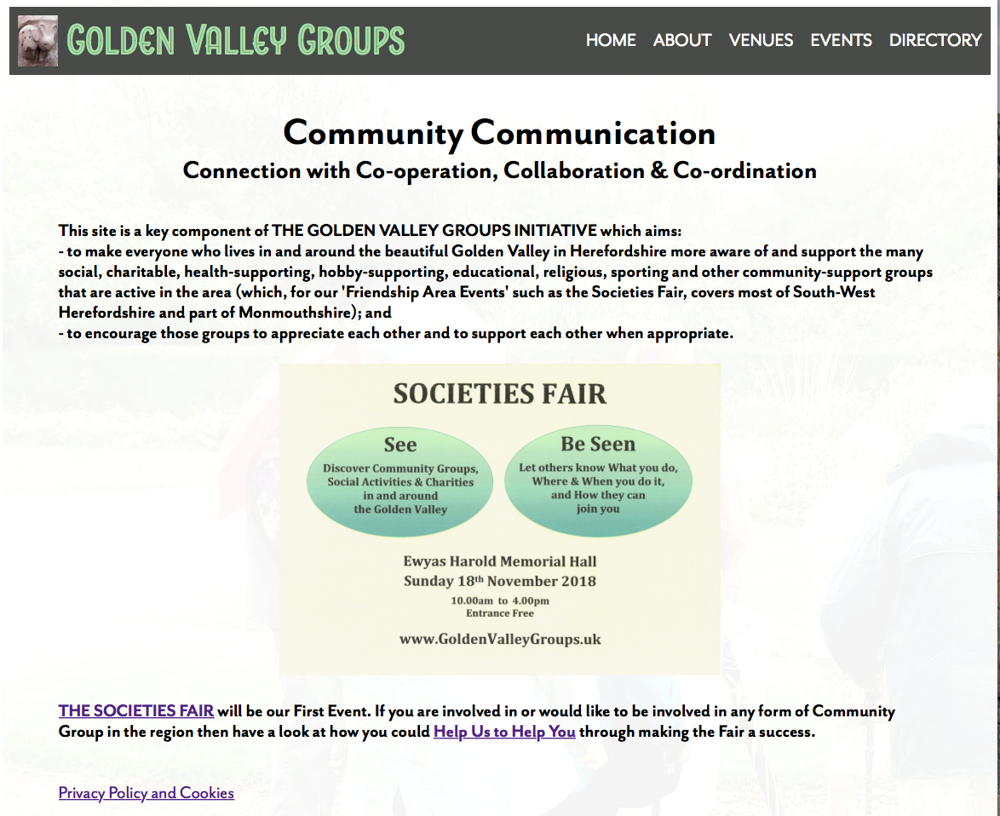 GOLDEN VALLEY GROUPS
HOME ABOUT VENUES EVENTS DIRECTORY
Community Communication
Connection with Co-operation, Collaboration & Co-ordination
This site is a key component of THE GOLDEN VALLEY GROUPS INITIATIVE which aims:
- to make everyone who lives in and around the beautiful Golden Valley in Herefordshire more aware of and support the many
social, charitable, health-supporting, hobby-supporting, educational, religious, sporting and other community-support groups
that are active in the area (which, for our 'Friendship Area Events' such as the Societies Fair, covers most of South-West
Herefordshire and part of Monmouthshire); and
- to encourage those groups to appreciate each other and to support each other when appropriate.
SOCIETIES FAIR
See
Discover Community Groups,
Social Activities & Charities
in and around
the Golden Valley
Be Seen
Let others know What you do,
Where & When you do it,
and How they can
join you
Ewyas Harold Memorial Hall
Sunday 18th November 2018
10.00am to 4.00pm
Entrance Free
www.GoldenValleyGroups.uk
THE SOCIETIES FAIR will be our First Event. If you are involved in or would like to be involved in any form of Community
Group in the region then have a look at how you could Help Us to Help You through making the Fair a success.
Privacy Policy and Cookies